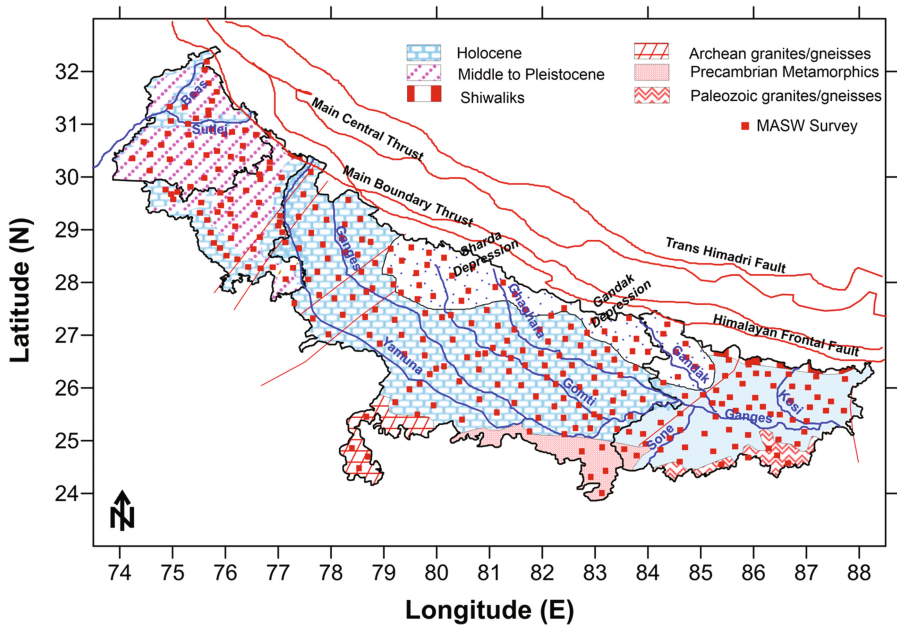 Holocene
Middle to Pleistocene
Shiwaliks
Archean granites/gneisses
Precambrian Metamorphics
Paleozoic granites/gneisses
MASW Survey
Main Central Thrust
Main Boundary Thrust
Trans Himadri Fault
Himalayan Frontal Fault
Sharda
Depression
Gandak
Depression
Beas
Sutlej
Ganges
Ghaghara
Yamuna
Gomti
Gandak
Kosi
Ganges
Sone
N
Latitude (N)
32
31
30
29
28
27
26
25
24
74 75 76 77 78 79 80 81 82 83 84 85 86 87 88
Longitude (E)